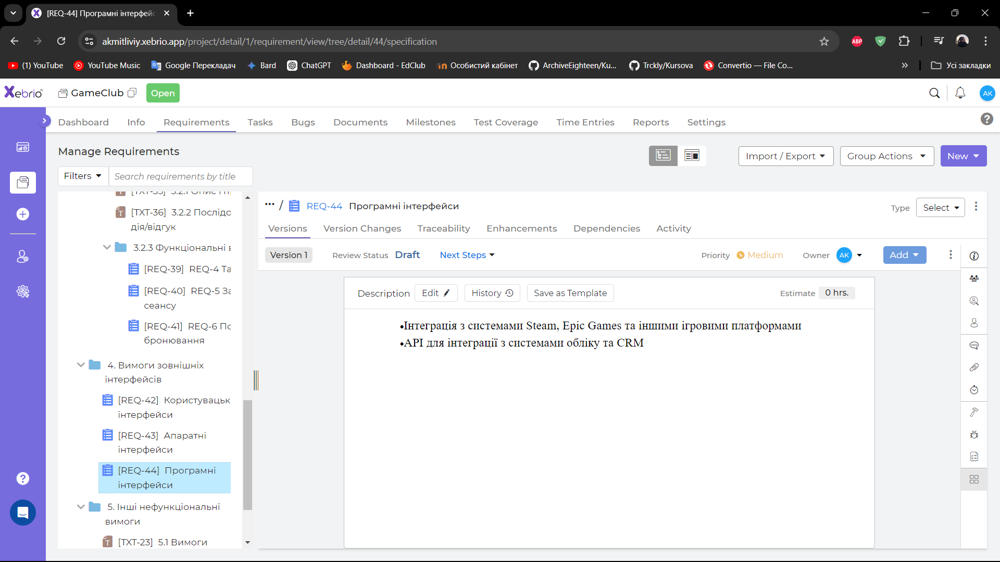 [REQ-44] Програмні інтерфейс
akmitliviy.xebrio.app/project/detail/1/requirement/view/tree/detail/44/specification
ABP
(1) YouTube
YouTube Music
Google Перекладач
Bard
ChatGPT
Dashboard - EdClub
Особистий кабінет
ArchiveEighteen/Ku...
Trckly/Kursova
Convertio — File Co...
Усі закладки
Xebrio
GameClub
Open
AK
Dashboard
Info
Requirements
Tasks
Bugs
Documents
Milestones
Test Coverage
Time Entries
Reports
Settings
Manage Requirements
Import / Export
Group Actions
New
Filters
Search requirements by title
[TXT-36] 3.2.2 Послідо
дія/відгук
3.2.3 Функціональні в
[REQ-39] REQ-4 Та
[REQ-40] REQ-5 За
сеансу
[REQ-41] REQ-6 По
бронювання
4. Вимоги зовнішніх
інтерфейсів
[REQ-42] Користувацьк
інтерфейси
[REQ-43] Апаратні
інтерфейси
[REQ-44] Програмні
інтерфейси
5. Інші нефункціональні
вимоги
[TXT-23] 5.1 Вимоги
••• / REQ-44 Програмні інтерфейси
Type
Select
Versions
Version Changes
Traceability
Enhancements
Dependencies
Activity
Version 1
Review Status Draft
Next Steps
Priority Medium
Owner AK
Add
Description
Edit
History
Save as Template
Estimate 0 hrs.
•Інтеграція з системами Steam, Epic Games та іншими ігровими платформами
•API для інтеграції з системами обліку та CRM